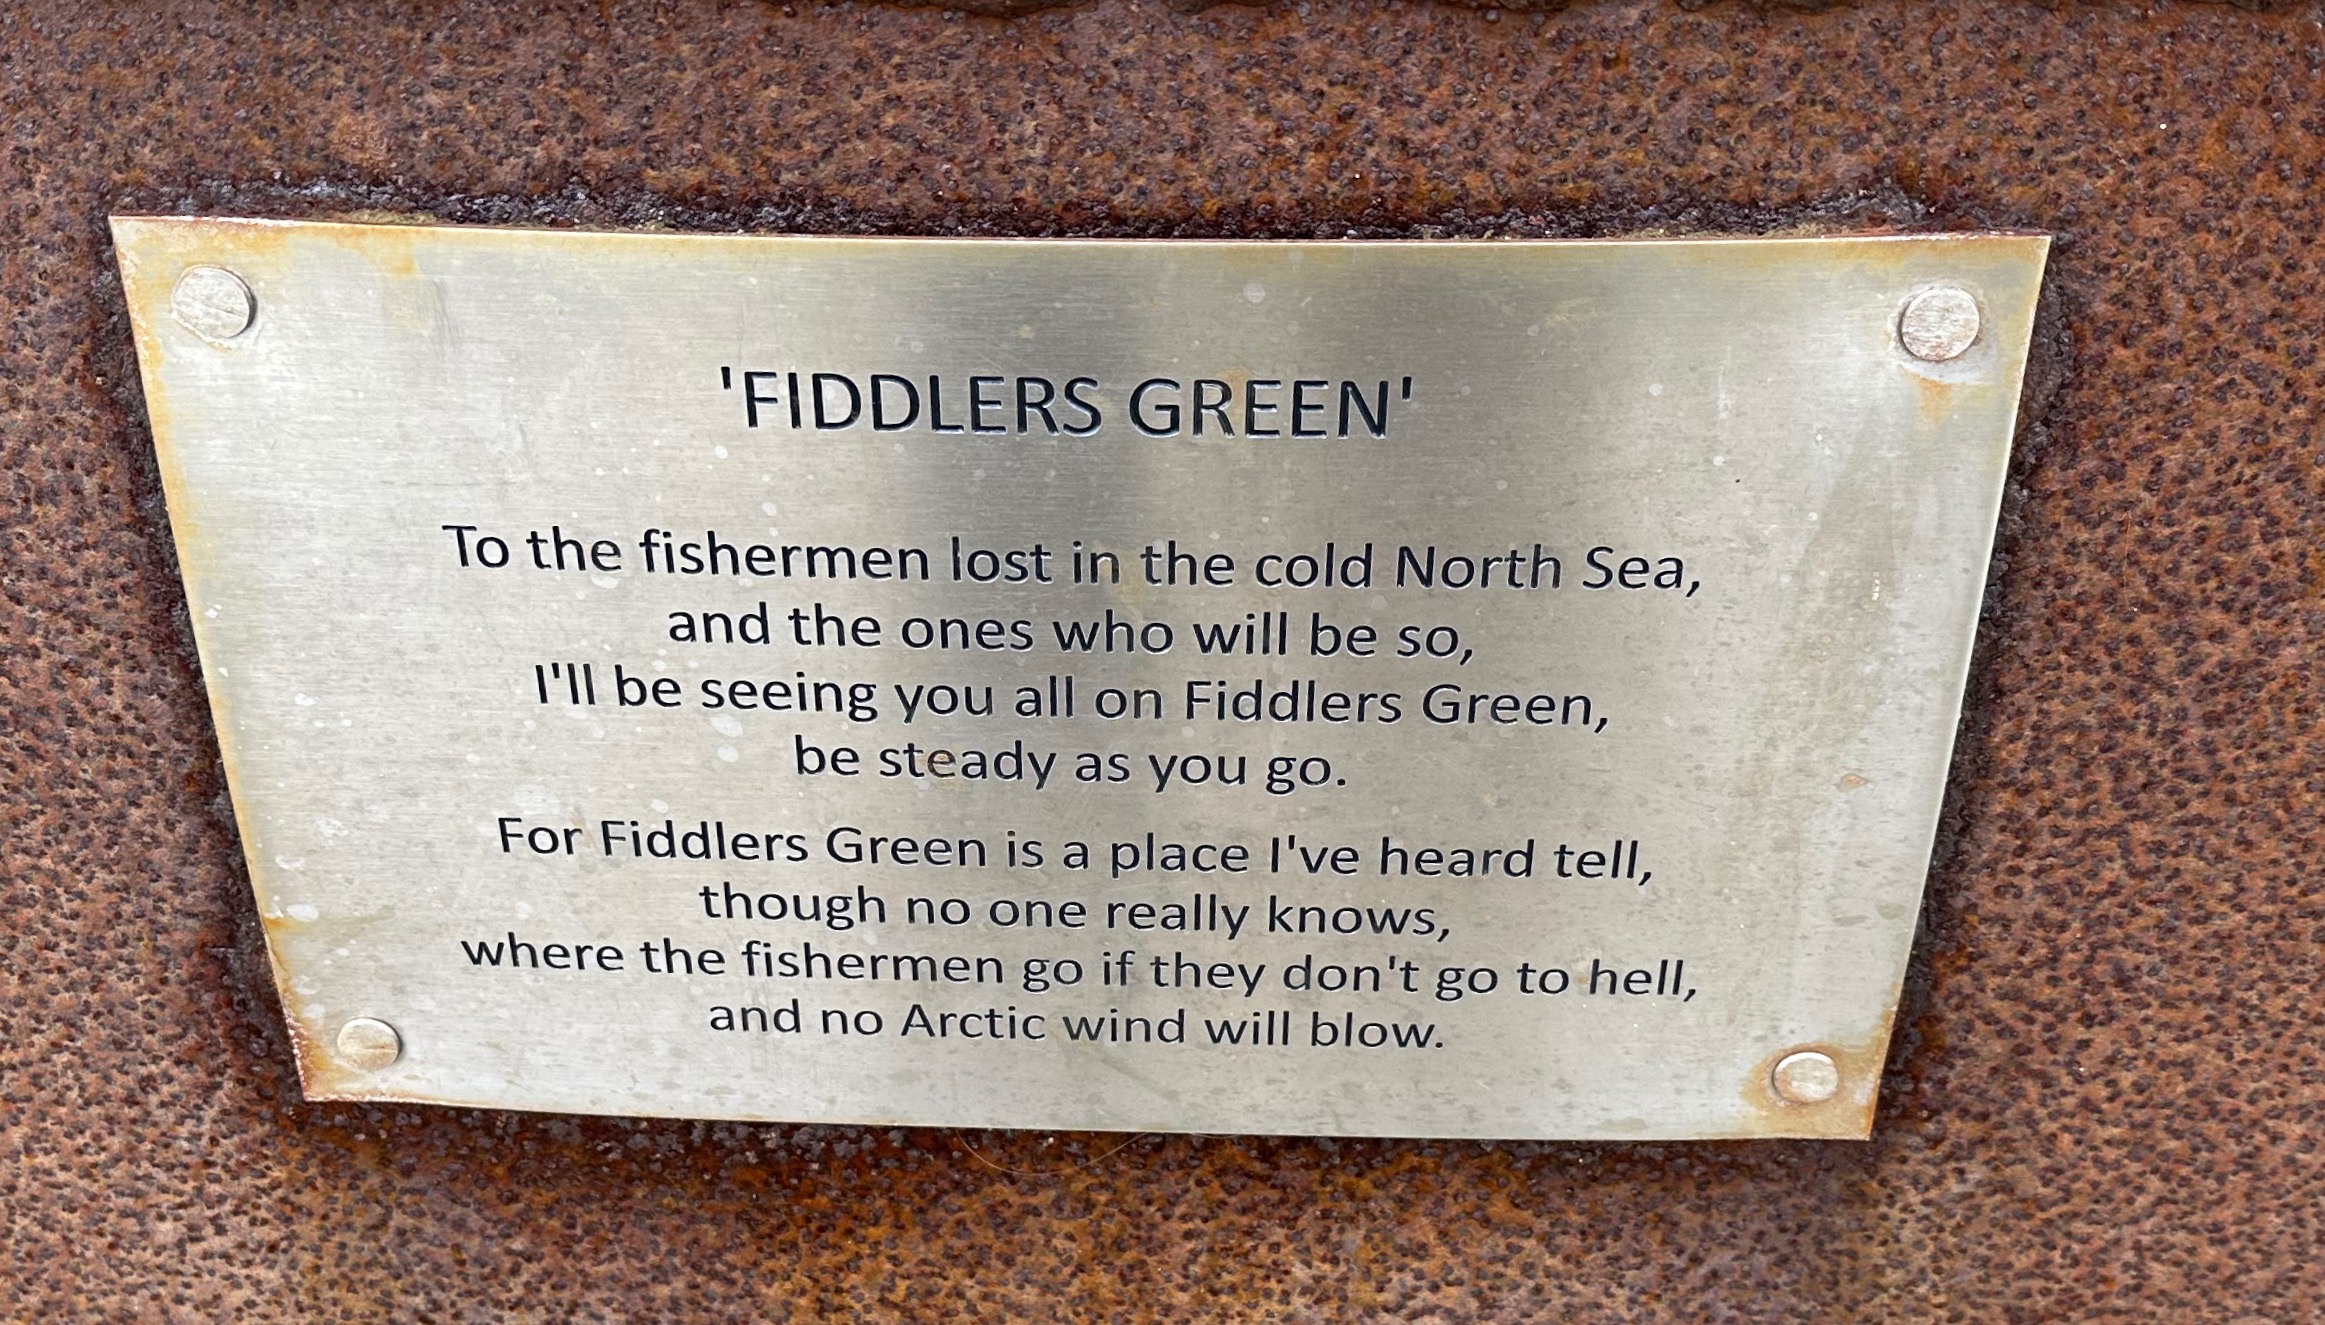 'FIDDLERS GREEN'
To the fishermen lost in the cold North Sea,
and the ones who will be so,
I'll be seeing you all on Fiddlers Green,
be steady as you go.
For Fiddlers Green is a place I've heard tell,
though no one really knows,
where the fishermen go if they don't go to hell,
and no Arctic wind will blow.